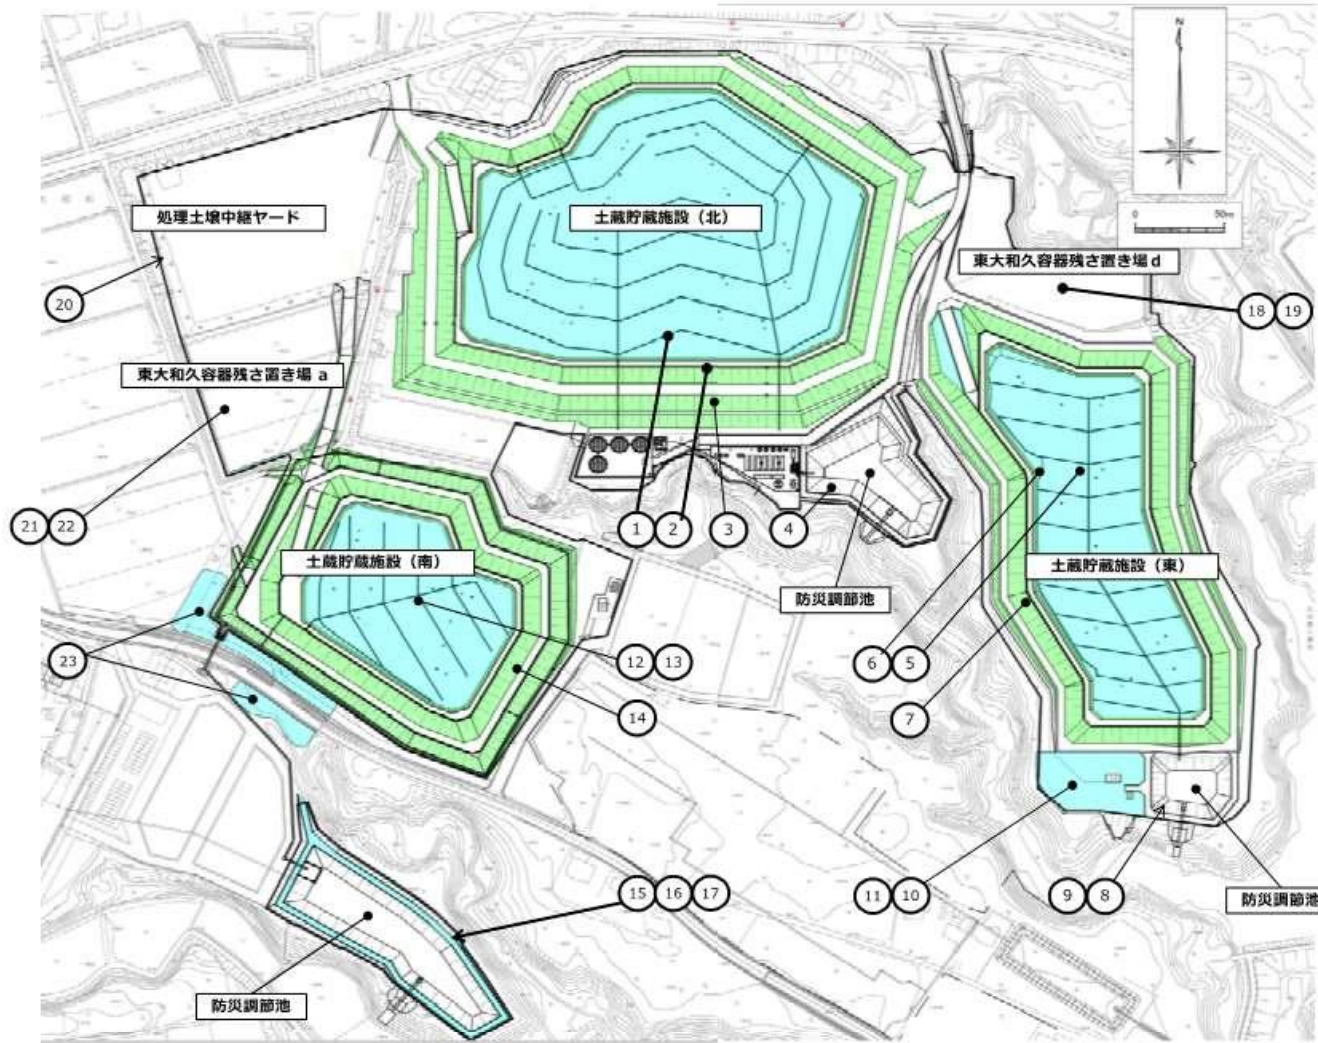 N
0 50m
処理土壌中継ヤード
土蔵貯蔵施設（北）
東大和久容器残さ置き場 d
20
18 19
東大和久容器残さ置き場 a
21 22
1 2 3 4
土蔵貯蔵施設（南）
土蔵貯蔵施設（東）
防災調節池
23
12 13
6 5
14
7
11 10
9 8
防災調節池
15 16 17
防災調節池